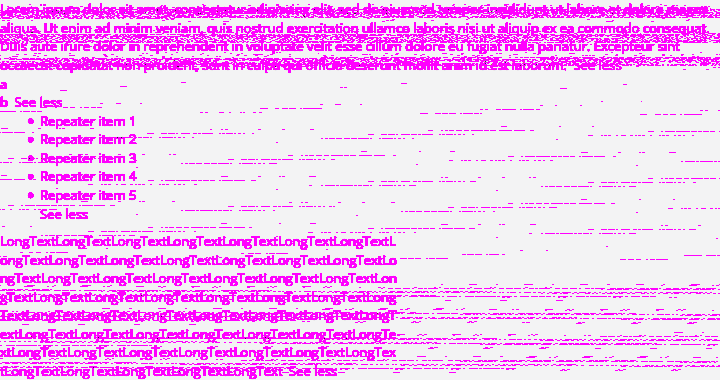 Lorem ipsum dolor sit amet, consectetur adipiscing elit, sed do eiusmod tempor incididunt ut labore et dolore magna
aliqua. Ut enim ad minim veniam, quis nostrud exercitation ullamco laboris nisi ut aliquip ex ea commodo consequat.
Duis aute irure dolor in reprehenderit in voluptate velit esse cillum dolore eu fugiat nulla pariatur. Excepteur sint
occaecat cupidatat non proident, sunt in culpa qui officia deserunt mollit anim id est laborum. See less
a
b See less
• Repeater item 1
• Repeater item 2
• Repeater item 3
• Repeater item 4
• Repeater item 5
See less
LongTextLongTextLongTextLongTextLongTextLongTextLongTextL
ongTextLongTextLongTextLongTextLongTextLongTextLongTextLo
ngTextLongTextLongTextLongTextLongTextLongTextLongTextLon
gTextLongTextLongTextLongTextLongTextLongTextLongTextLong
TextLongTextLongTextLongTextLongTextLongTextLongTextLongT
extLongTextLongTextLongTextLongTextLongTextLongTextLongTe
xtLongTextLongTextLongTextLongTextLongTextLongTextLongTex
tLongTextLongTextLongTextLongTextLongText See less